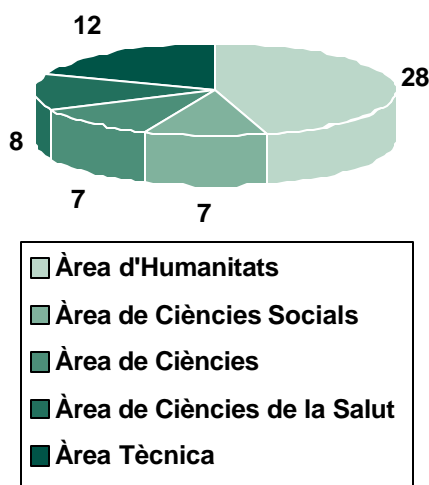 12
28
8
7
7
Àrea d'Humanitats
Àrea de Ciències Socials
Àrea de Ciències
Àrea de Ciències de la Salut
Àrea Tècnica